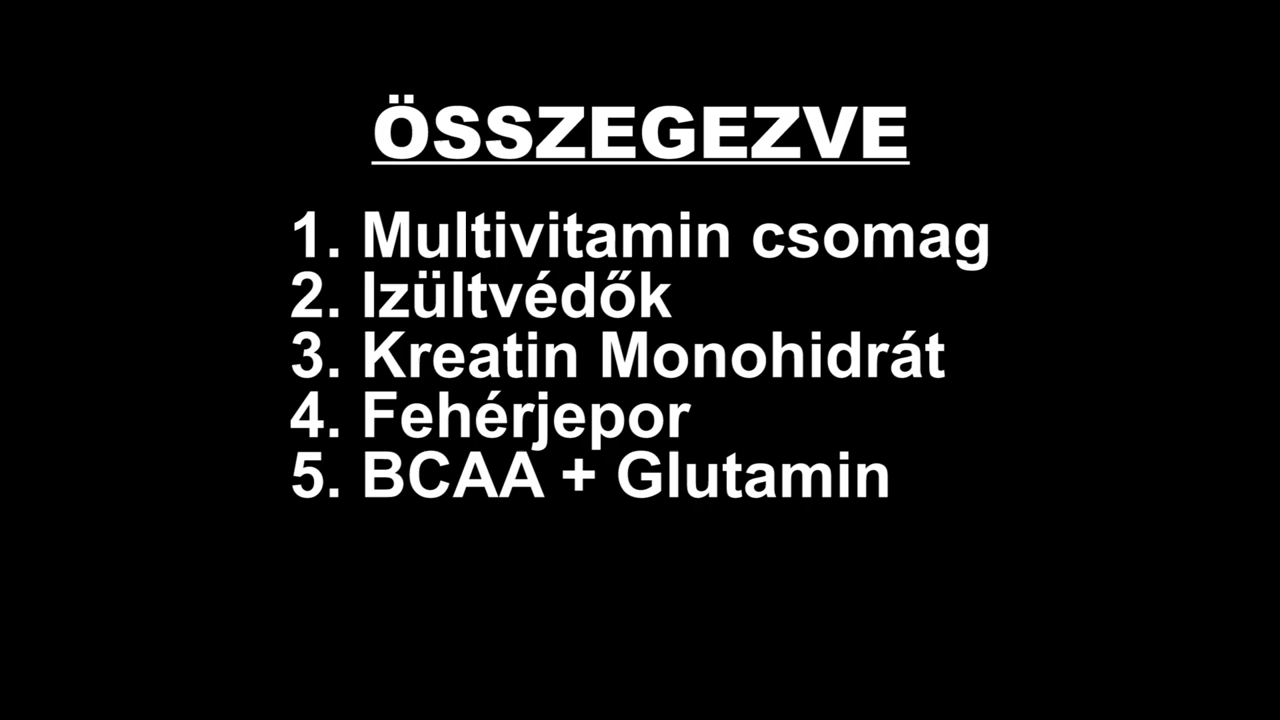 ÖSSZEGEZVE
1. Multivitamin csomag
2. Izültvédők
3. Kreatin Monohidrát
4. Fehérjepor
5. BCAA + Glutamin